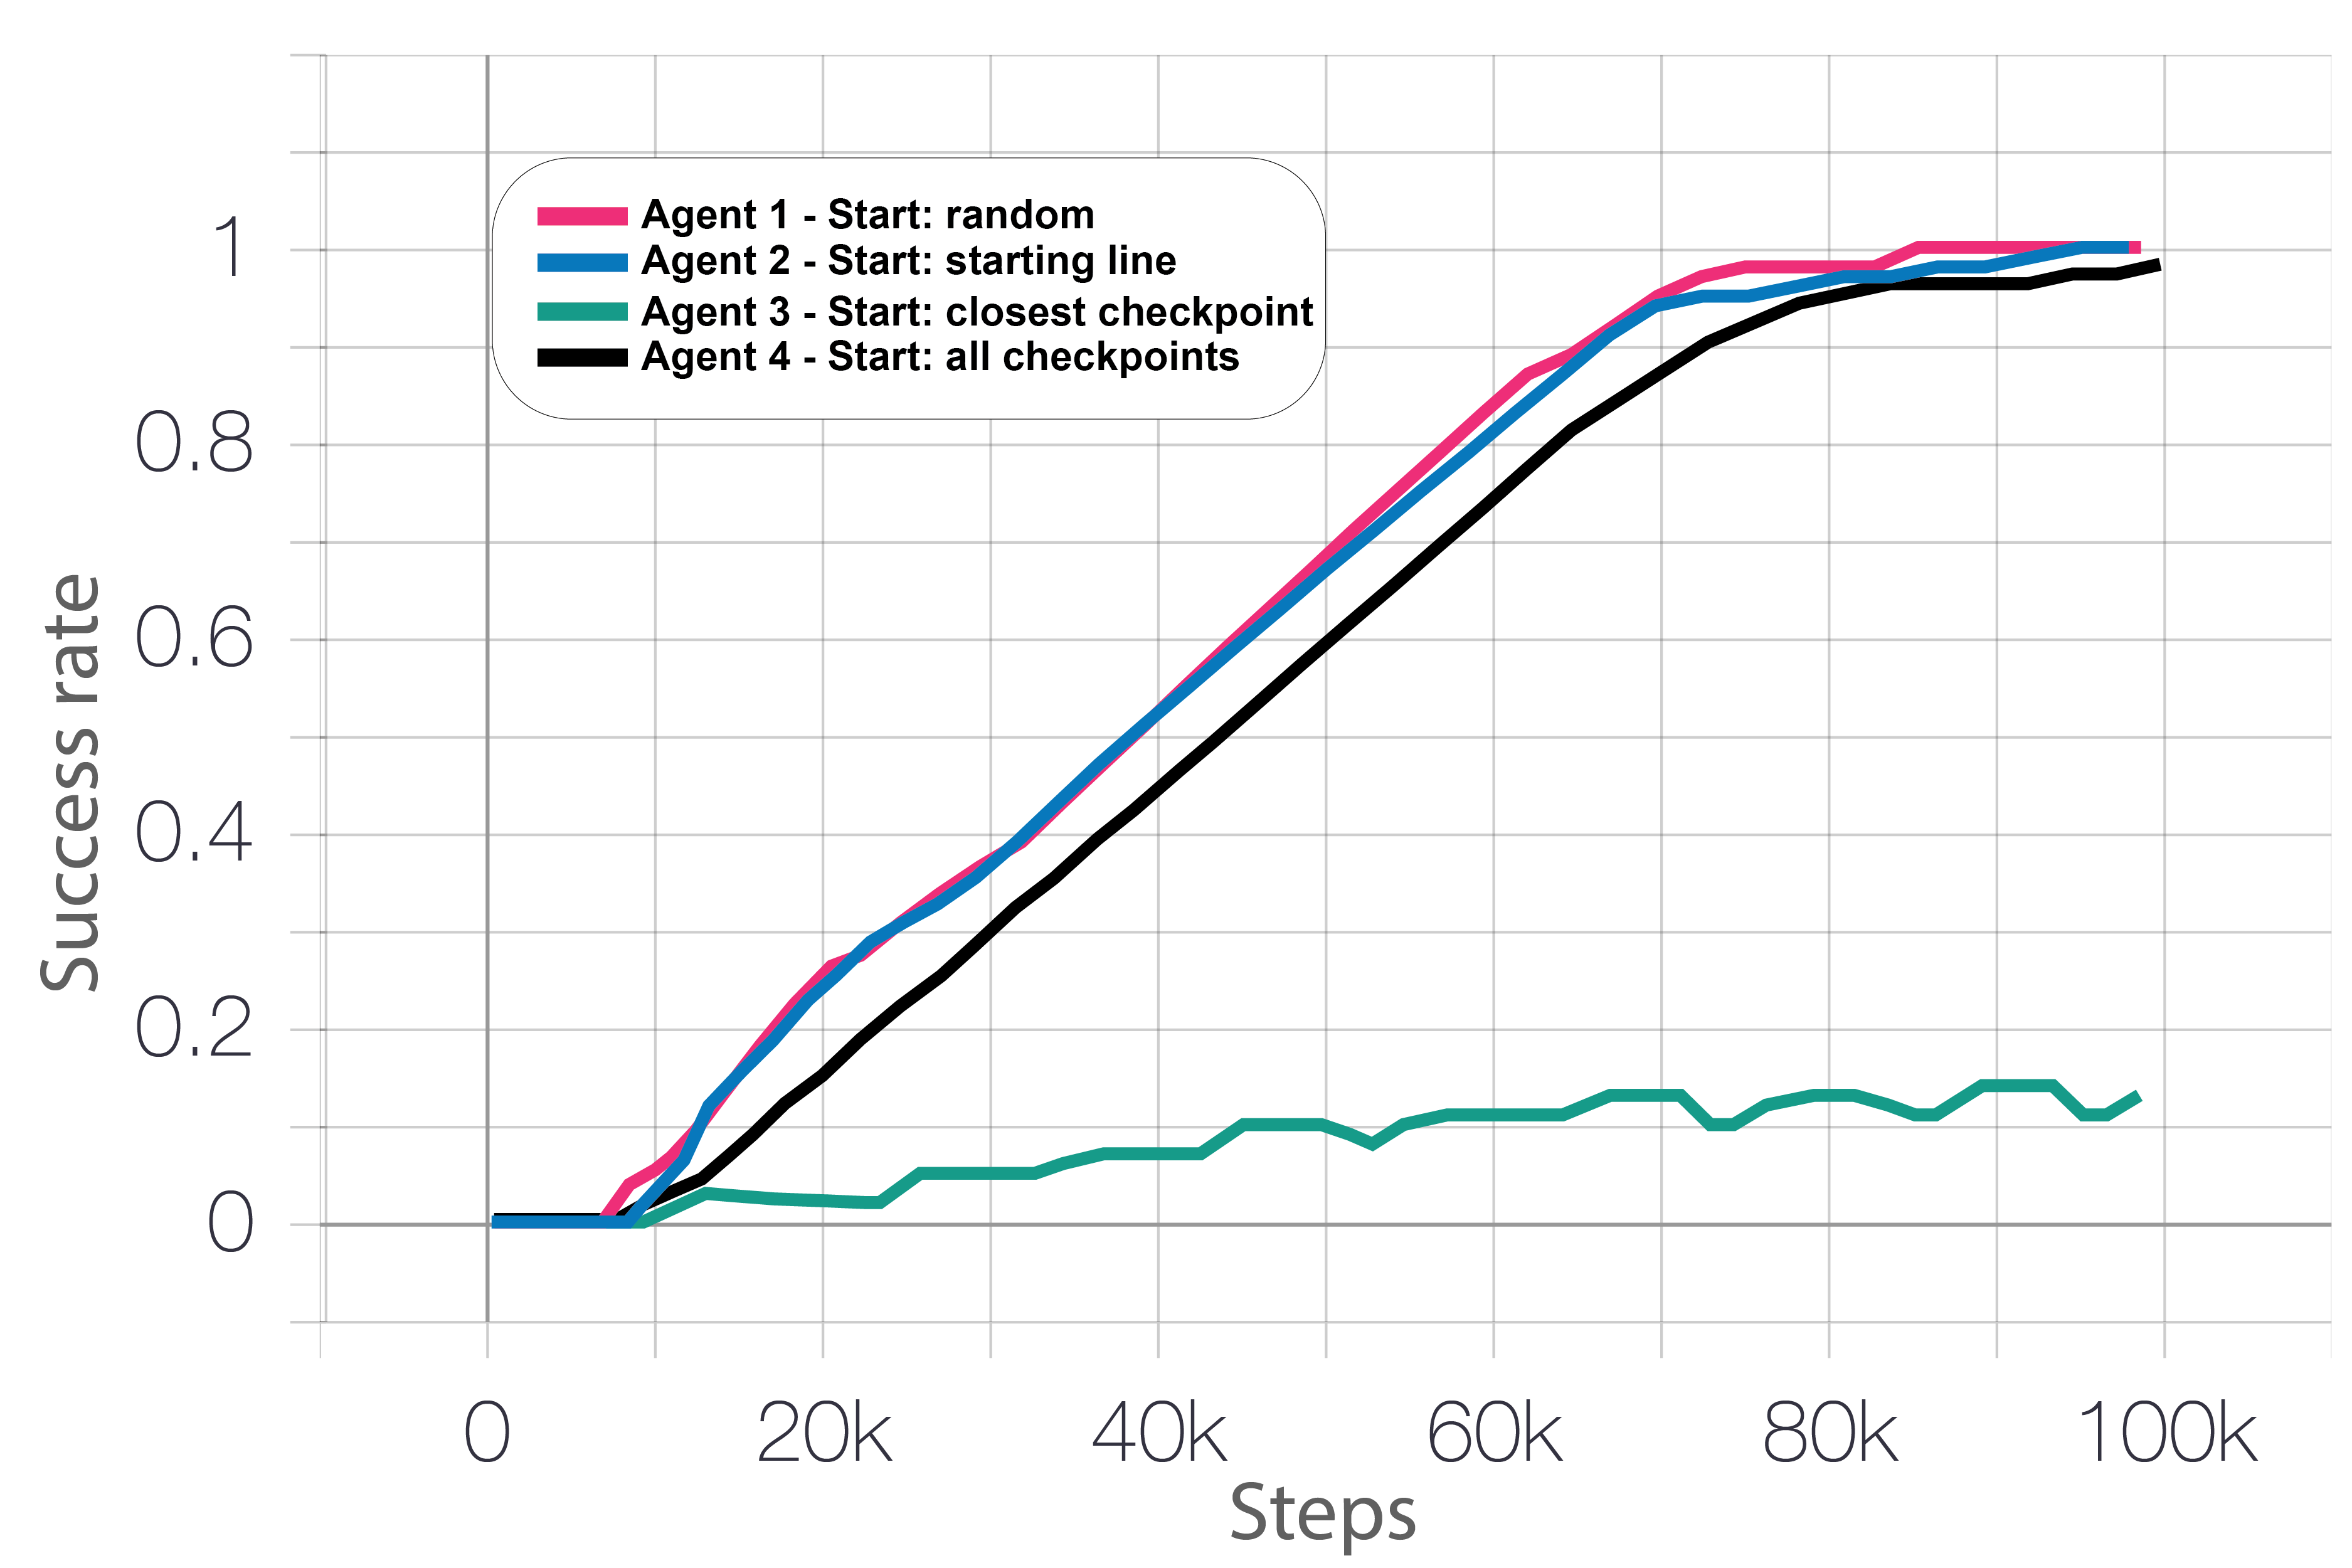 Agent 1 - Start: random
Agent 2 - Start: starting line
Agent 3 - Start: closest checkpoint
Agent 4 - Start: all checkpoints
1
0.8
0.6
0.4
0.2
0
Success rate
0 20k 40k 60k 80k 100k
Steps